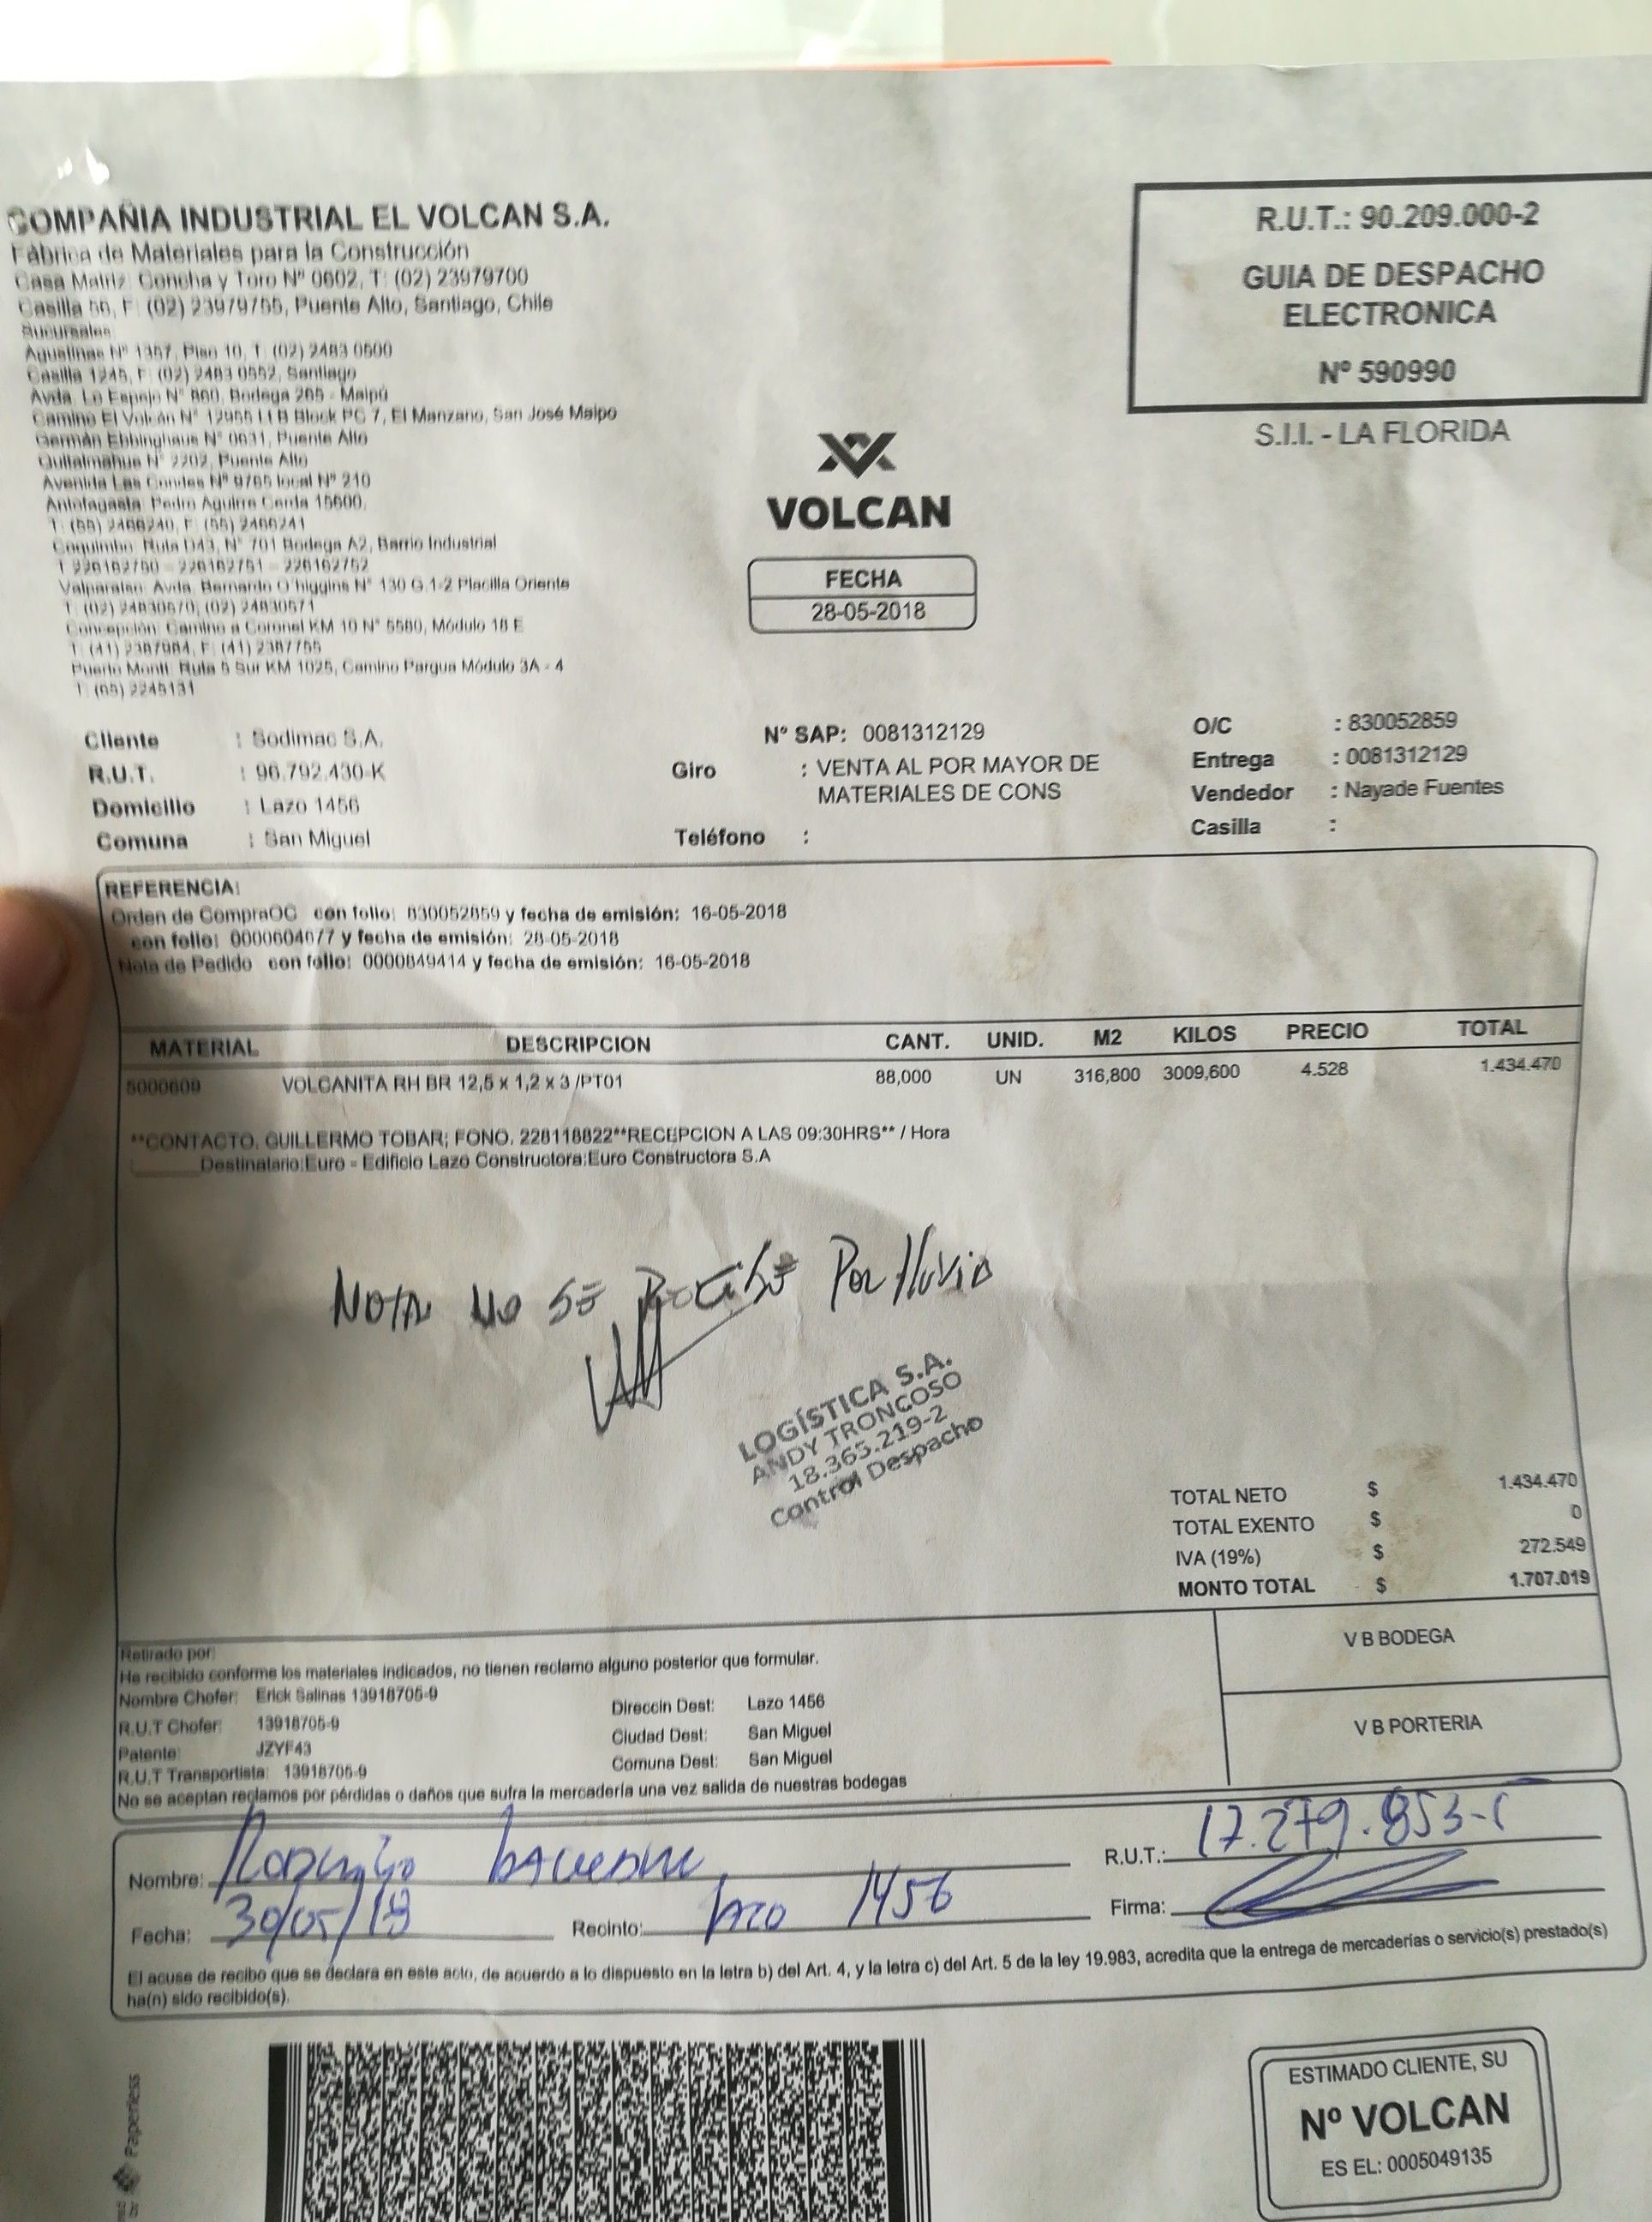 COMPAÑIA INDUSTRIAL EL VOLCAN S.A.
Fábrica de Materiales para la Construcción
Casa Matriz: Concha y Toro Nº 0602, T: (02) 23979700
Casilla 56, F: (02) 23979755, Puente Alto, Santiago, Chile
Sucursales:
Agustinas Nº 1357, Piso 10, T. (02) 2483 0500
Casilla 1245, F: (02) 2483 0552, Santiago
Avda. Lo Espejo N° 860, Bodega 265 - Maipú
Camino El Volcán N° 12955 Lt B Block PC 7, El Manzano, San José Maipo
Germán Ebbinghaus N° 0631, Puente Alto
Quitalmahue N° 2202, Puente Alto
Avenida Las Condes Nº 9765 local Nº 210
Antofagasta: Pedro Aguirre Cerda 15600,
T: (55) 2466240, F: (55) 2466241
Coquimbo: Ruta D43, N° 701 Bodega A2, Barrio Industrial
T 226162750 - 226162751 - 226162752
Valparaíso: Avda. Bernardo O´higgins N° 130 G.1-2 Placilla Oriente
T: (02) 24830570; (02) 24830571
Concepción: Camino a Coronel KM 10 N° 5580, Módulo 18 E
T: (41) 2387984, F: (41) 2387755
Puerto Montt: Ruta 5 Sur KM 1025, Camino Pargua Módulo 3A - 4
T: (65) 2245131
R.U.T.: 90.209.000-2
GUIA DE DESPACHO
ELECTRONICA
Nº 590990
S.I.I. - LA FLORIDA
VOLCAN
FECHA
28-05-2018
Cliente : Sodimac S.A.
R.U.T. : 96.792.430-K
Domicilio : Lazo 1456
Comuna : San Miguel
N° SAP: 0081312129
Giro : VENTA AL POR MAYOR DE
MATERIALES DE CONS
Teléfono :
O/C : 830052859
Entrega : 0081312129
Vendedor : Nayade Fuentes
Casilla :
REFERENCIA:
Orden de CompraOC con folio: 830052859 y fecha de emisión: 16-05-2018
con folio: 0000604677 y fecha de emisión: 28-05-2018
Nota de Pedido con folio: 0000849414 y fecha de emisión: 16-05-2018
MATERIAL DESCRIPCION CANT. UNID. M2 KILOS PRECIO TOTAL
5000609 VOLCANITA RH BR 12,5 x 1,2 x 3 /PT01 88,000 UN 316,800 3009,600 4.528 1.434.470
**CONTACTO. GUILLERMO TOBAR; FONO. 228118822**RECEPCION A LAS 09:30HRS** / Hora
Destinatario:Euro - Edificio Lazo Constructora:Euro Constructora S.A
Nota No se Recibe Por lluvia
LOGÍSTICA S.A.
ANDY TRONCOSO
18.365.219-2
Control Despacho
TOTAL NETO $ 1.434.470
TOTAL EXENTO $ 0
IVA (19%) $ 272.549
MONTO TOTAL $ 1.707.019
V B BODEGA
V B PORTERIA
Retirado por:
He recibido conforme los materiales indicados, no tienen reclamo alguno posterior que formular.
Nombre Chofer: Erick Salinas 13918705-9
R.U.T Chofer: 13918705-9
Patente: JZYF43
R.U.T Transportista: 13918705-9
Direccin Dest: Lazo 1456
Ciudad Dest: San Miguel
Comuna Dest: San Miguel
No se aceptan reclamos por pérdidas o daños que sufra la mercadería una vez salida de nuestras bodegas
Nombre: Rodrigo
R.U.T.: 17.279.853-
Fecha: 30/05/18
Recinto: Lazo 1456
Firma:
El acuse de recibo que se declara en este acto, de acuerdo a lo dispuesto en la letra b) del Art. 4, y la letra c) del Art. 5 de la ley 19.983, acredita que la entrega de mercaderías o servicio(s) prestado(s)
ha(n) sido recibido(s).
Paperless
ESTIMADO CLIENTE, SU
Nº VOLCAN
ES EL: 0005049135